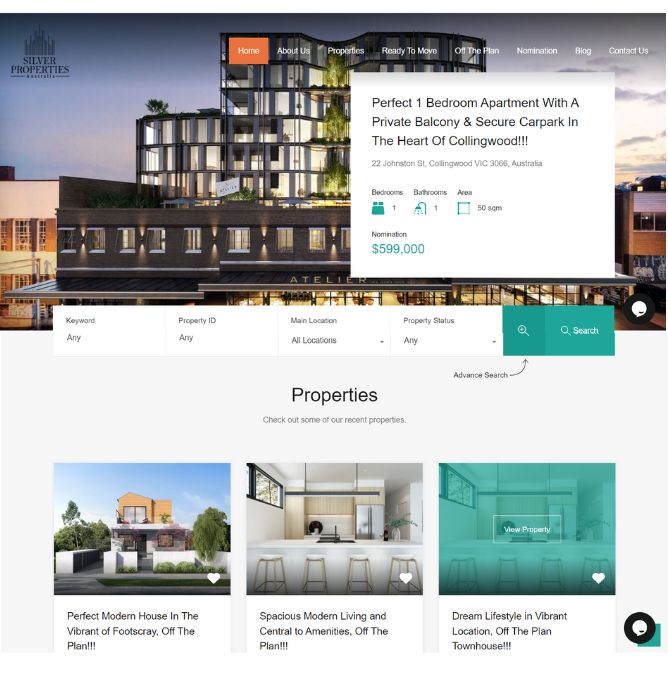 SILVER
PROPERTIES
Australia
Home About Us Properties Ready To Move Off The Plan Nomination Blog Contact Us
Perfect 1 Bedroom Apartment With A
Private Balcony & Secure Carpark In
The Heart Of Collingwood!!!
22 Johnston St, Collingwood VIC 3066, Australia
Bedrooms Bathrooms Area
1 1 50 sqm
Nomination
$599,000
ATELIER
Keyword Property ID Main Location Property Status
Any Any All Locations Any Search
Advance Search
Properties
Check out some of our recent properties.
View Property
Perfect Modern House In The
Vibrant of Footscray, Off The
Plan!!!
Spacious Modern Living and
Central to Amenities, Off The
Plan!!!
Dream Lifestyle in Vibrant
Location, Off The Plan
Townhouse!!!